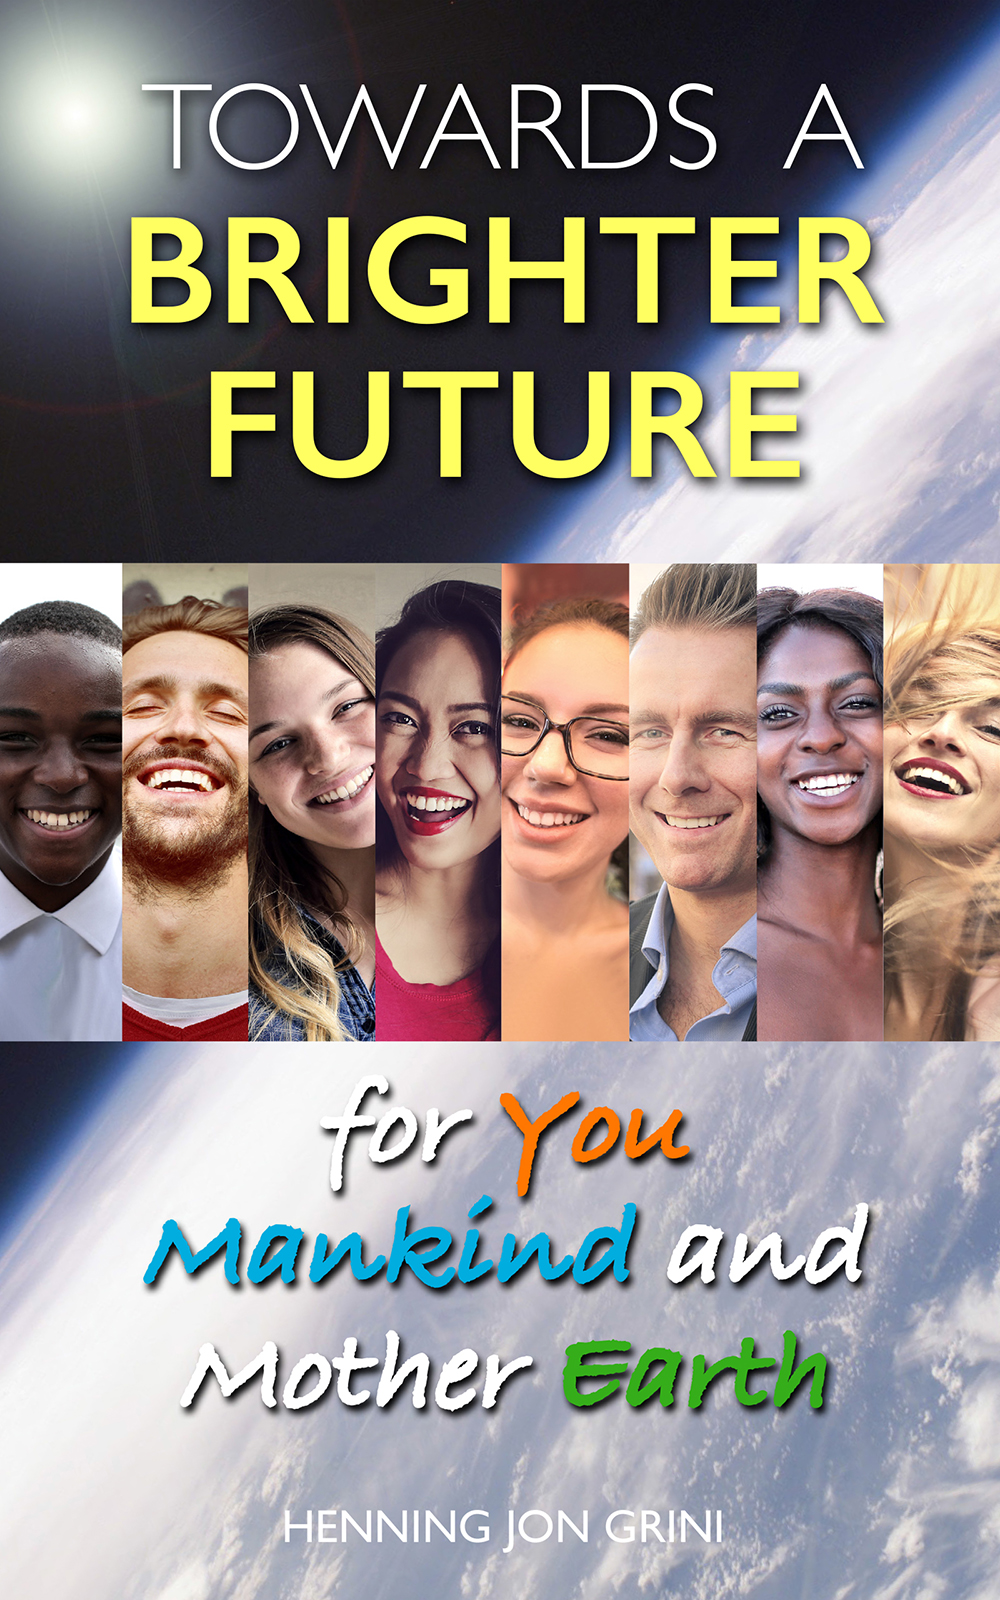 TOWARDS A
BRIGHTER
FUTURE
for You
Mankind and
Mother Earth
HENNING JON GRINI